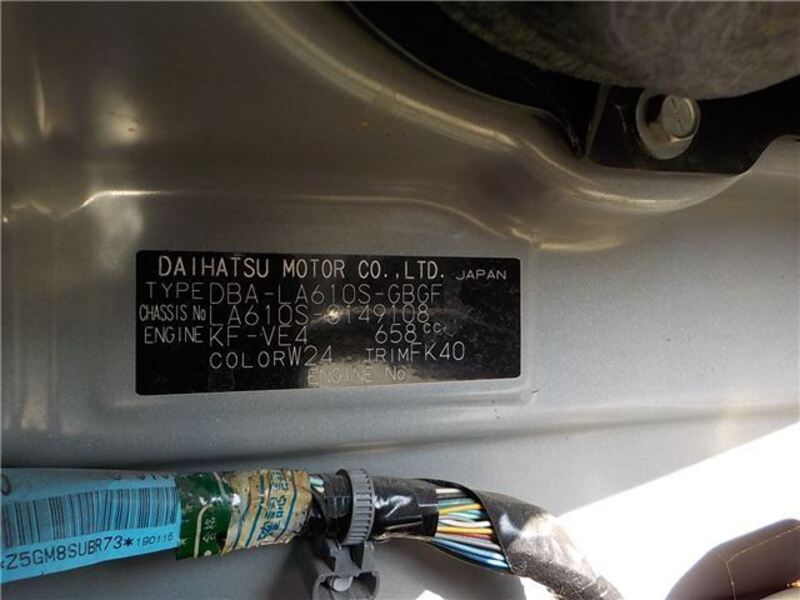 DAIHATSU MOTOR CO.,LTD. JAPAN
TYPE DBA-LA610S-GBGF
CHASSIS No LA610S-0149108
ENGINE KF-VE4 658cc
COLOR W24 TRIM FK40
ENGINE No
Z5GM8SUBR73* 190115